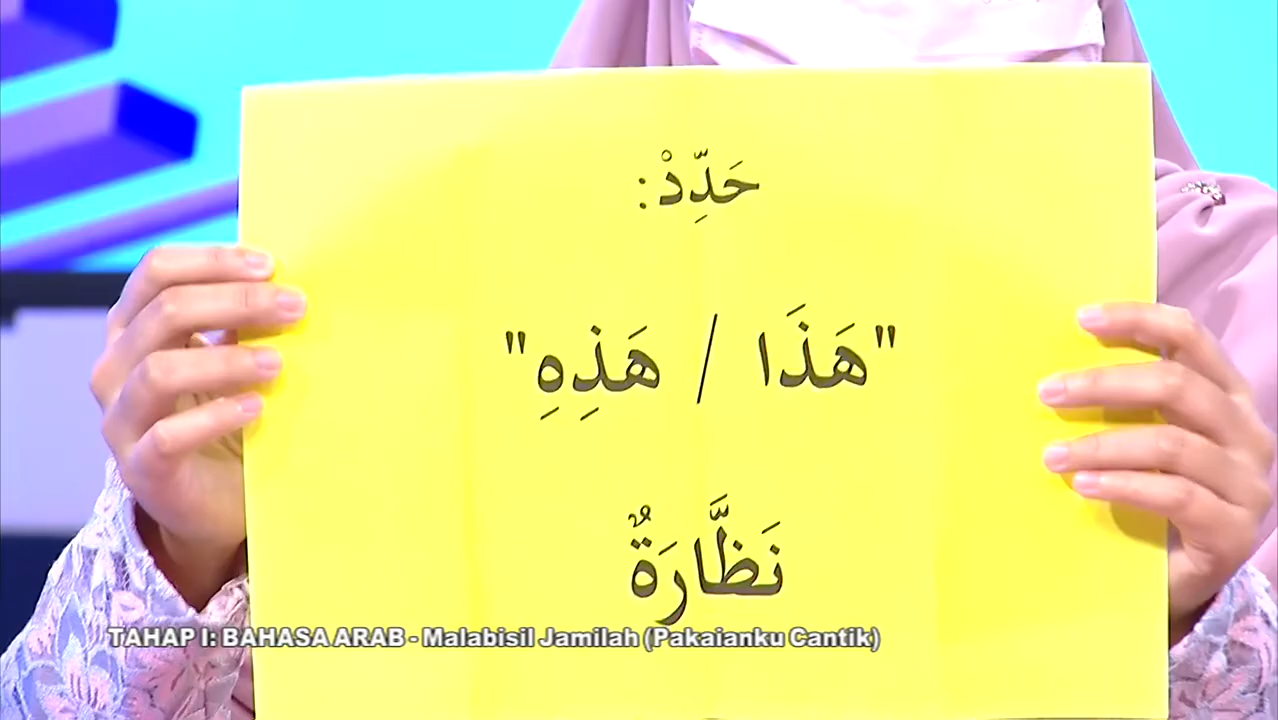 حَدِّدْ:
"هَذَا / هَذِهِ"
نَظَّارَةٌ
TAHAP I: BAHASA ARAB - Malabisil Jamilah (Pakaianku Cantik)